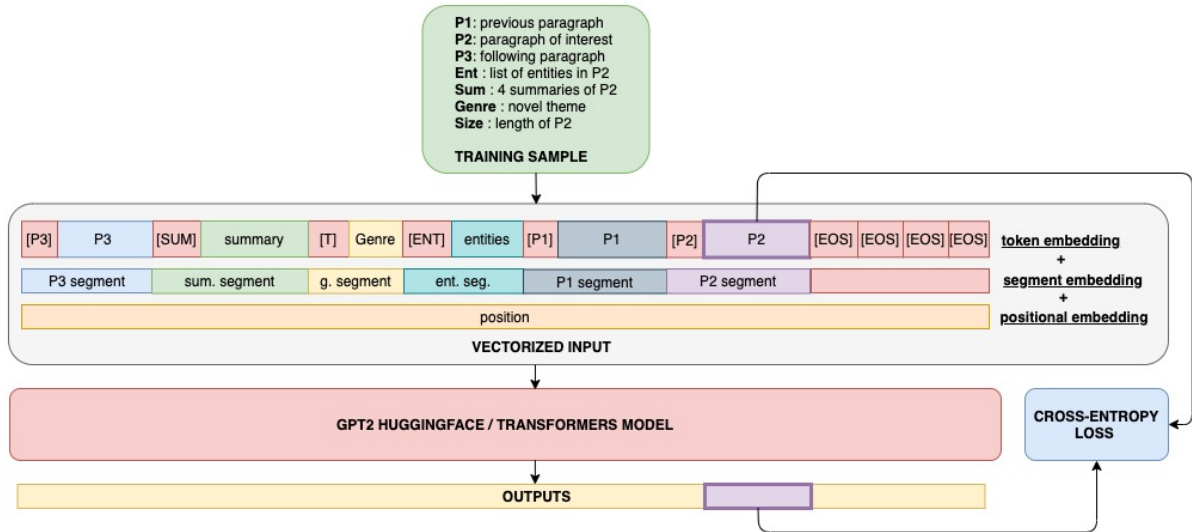 P1: previous paragraph
P2: paragraph of interest
P3: following paragraph
Ent : list of entities in P2
Sum : 4 summaries of P2
Genre : novel theme
Size : length of P2
TRAINING SAMPLE
[P3] P3 [SUM] summary [T] Genre [ENT] entities [P1] P1 [P2] P2 [EOS] [EOS] [EOS] [EOS] token embedding
+
P3 segment sum. segment g. segment ent. seg. P1 segment P2 segment segment embedding
+
position positional embedding
VECTORIZED INPUT
GPT2 HUGGINGFACE / TRANSFORMERS MODEL
CROSS-ENTROPY
LOSS
OUTPUTS